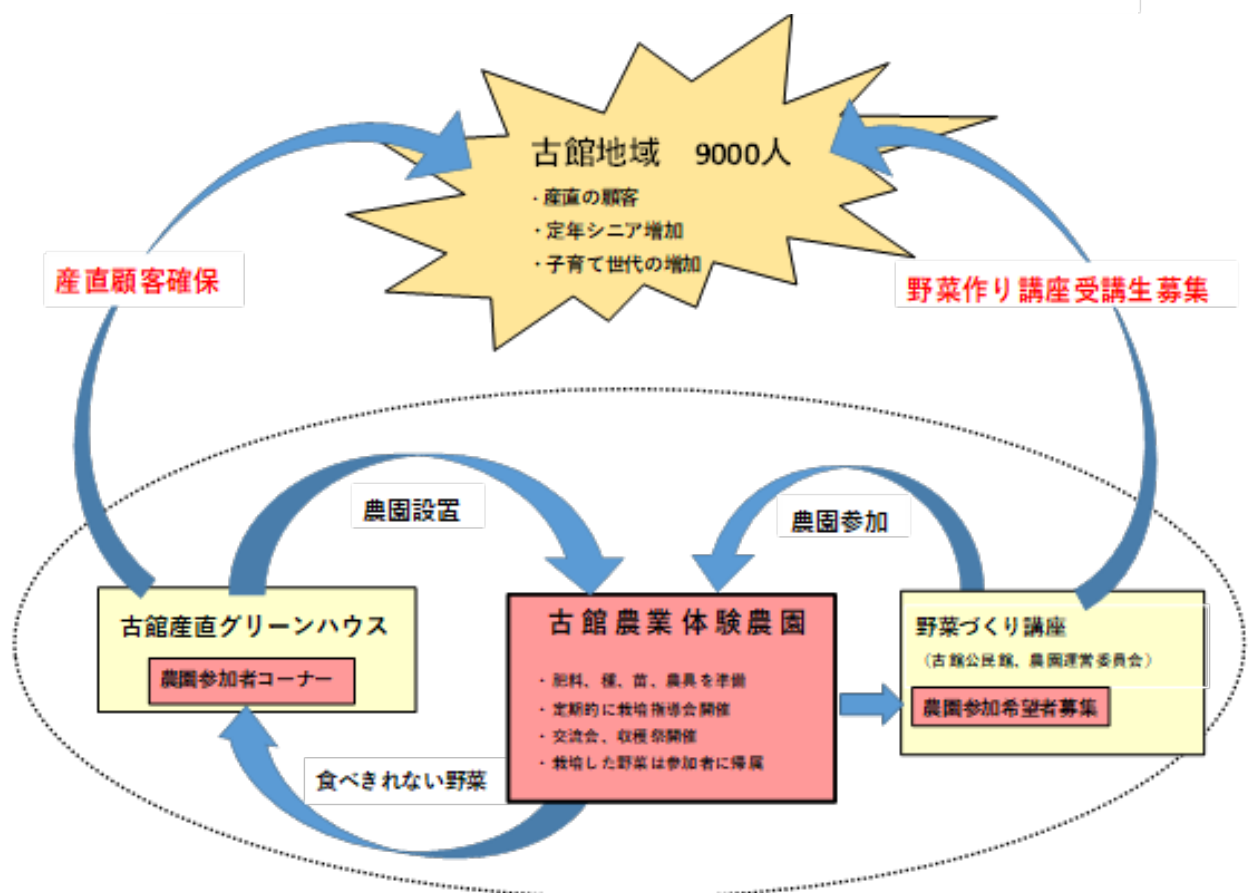 古館地域　9000人
・産直の顧客
・定年シニア増加
・子育て世代の増加
産直顧客確保
野菜作り講座受講生募集
農園設置
農園参加
古館産直グリーンハウス
農園参加者コーナー
古館農業体験農園
・肥料、種、苗、農具を準備
・定期的に栽培指導会開催
・交流会、収穫祭開催
・栽培した野菜は参加者に帰属
野菜づくり講座
（古館公民館、農園運営委員会）
農園参加希望者募集
食べきれない野菜